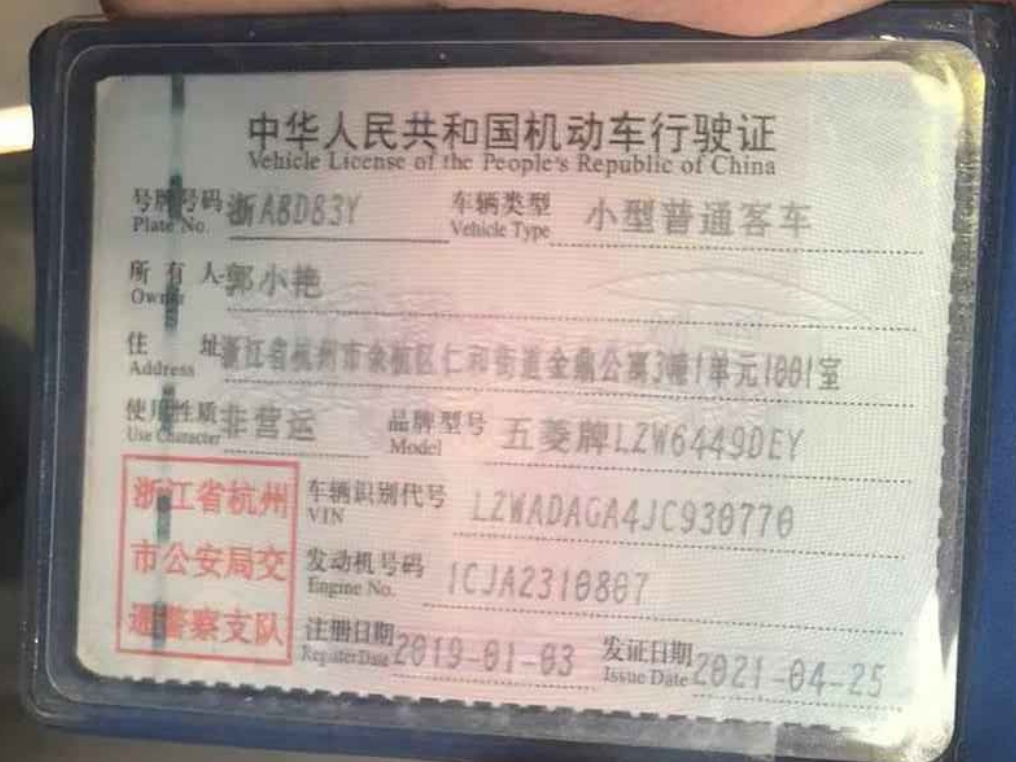 中华人民共和国机动车行驶证
Vehicle License of the People's Republic of China
号牌号码 浙ABD83Y 车辆类型 小型普通客车
Plate No. Vehicle Type
所有人 郭小艳
Owner
住址 浙江省杭州市余杭区仁和街道金鼎公寓3幢1单元1001室
Address
使用性质 非营运 品牌型号 五菱牌LZW6449DEY
Use Character Model
浙江省杭州
市公安局交
通警察支队
车辆识别代号 LZWADAGA4JC930770
VIN
发动机号码 1CJA2310807
Engine No.
注册日期 2019-01-03 发证日期 2021-04-25
Register Date Issue Date